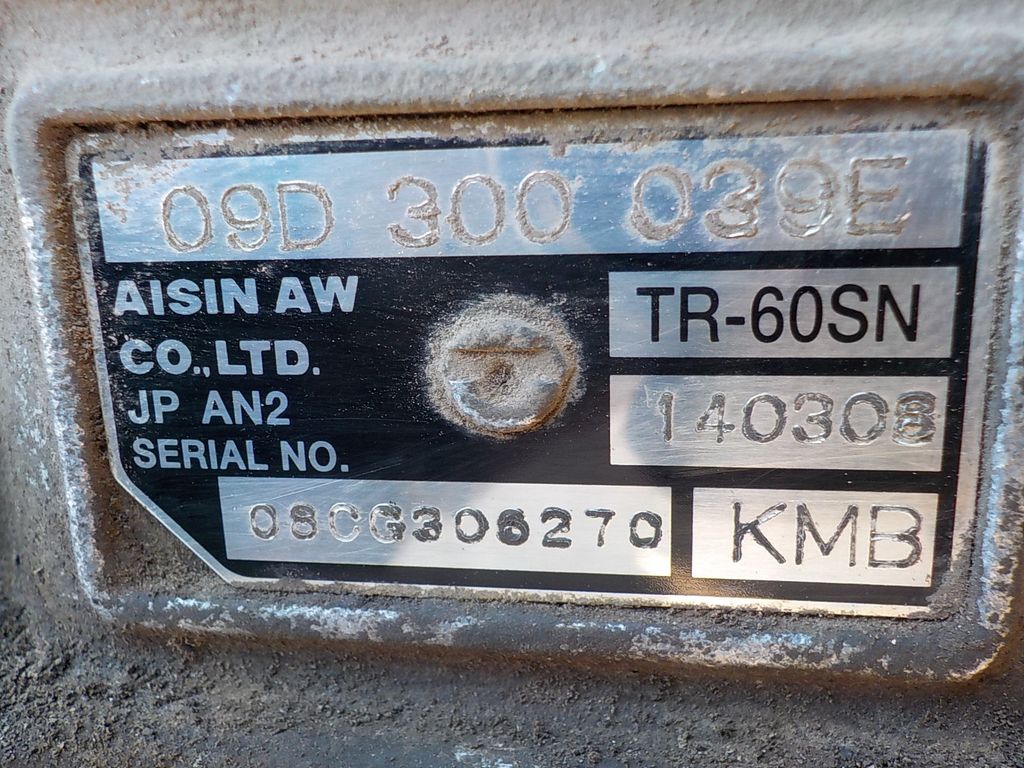 09D 300 039E
AISIN AW
CO., LTD.
TR-60SN
JP AN2
140308
SERIAL NO.
08CG306270
KMB